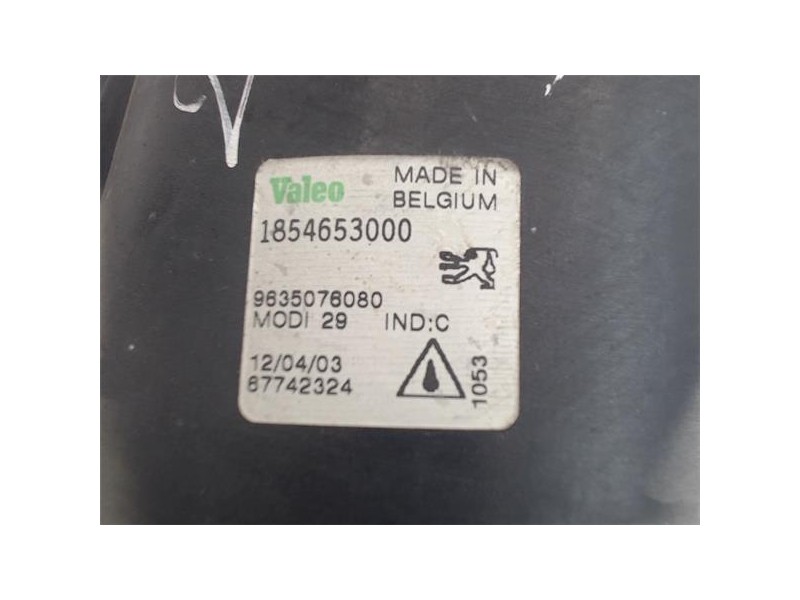 Valeo
MADE IN
BELGIUM
1854653000
9635076080
MODI 29 IND:C
12/04/03
67742324
1053